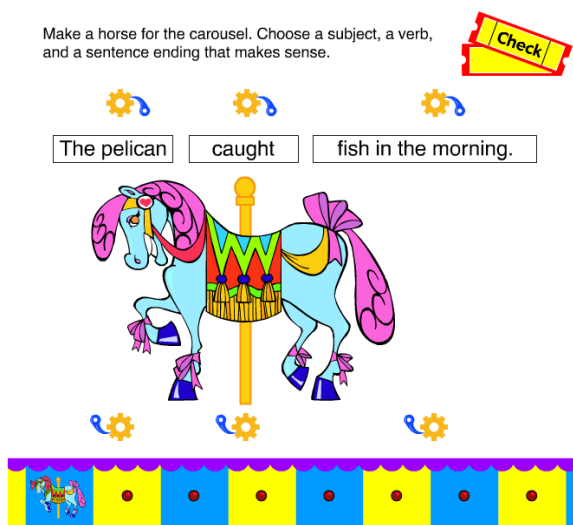 Make a horse for the carousel. Choose a subject, a verb,
and a sentence ending that makes sense.
Check
The pelican caught fish in the morning.